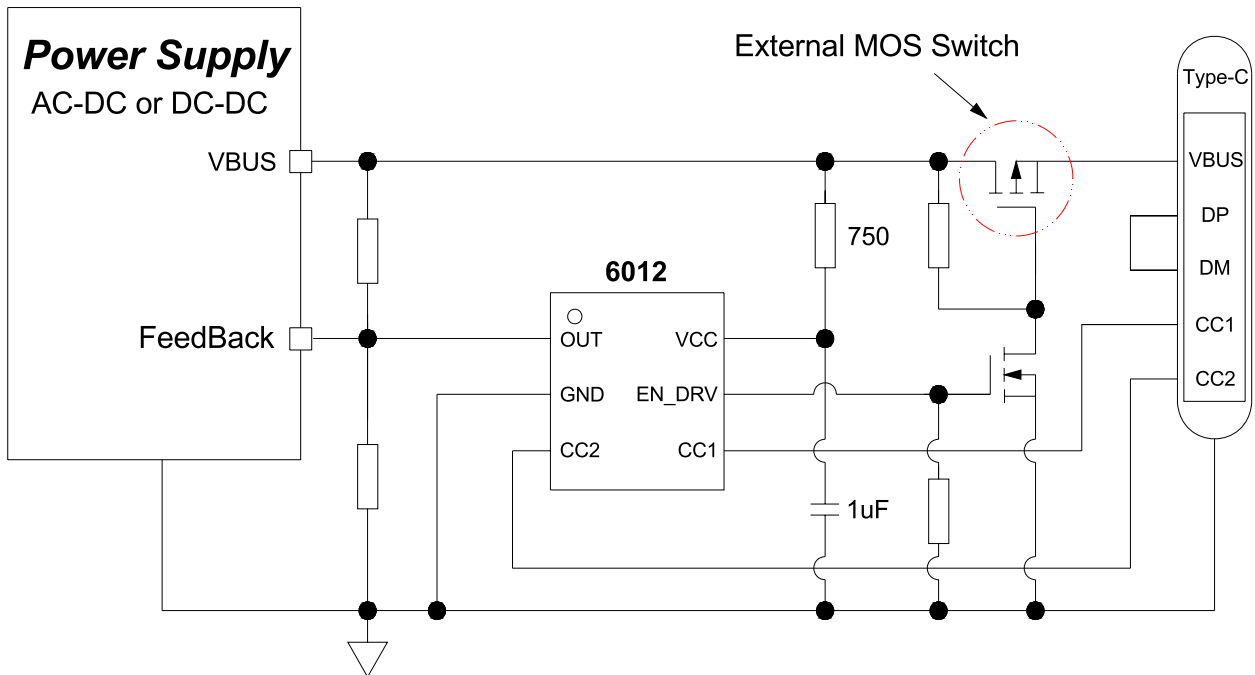 Power Supply
AC-DC or DC-DC
VBUS
FeedBack
External MOS Switch
750
6012
OUT
GND
CC2
VCC
EN_DRV
CC1
1uF
Type-C
VBUS
DP
DM
CC1
CC2